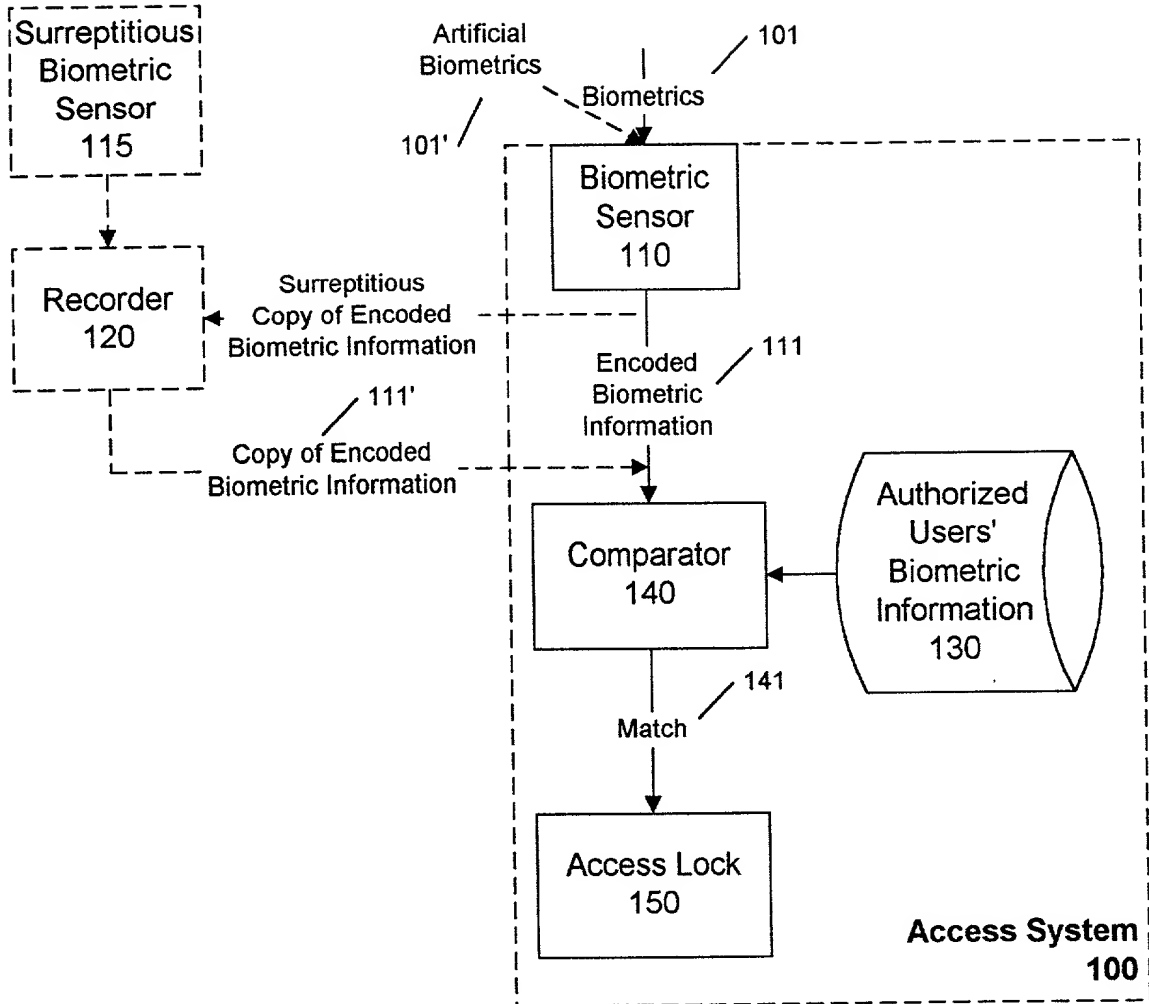 Surreptitious
Biometric
Sensor
115
Artificial
Biometrics
101
Biometrics
101'
Biometric
Sensor
110
Recorder
120
Surreptitious
Copy of Encoded
Biometric Information
Encoded
Biometric
Information
111
111'
Copy of Encoded
Biometric Information
Comparator
140
Authorized
Users'
Biometric
Information
130
141
Match
Access Lock
150
Access System
100